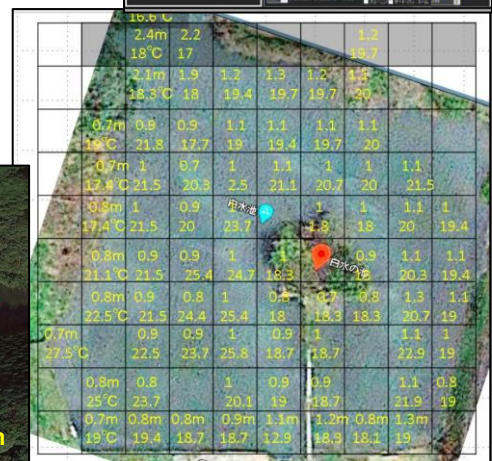 16.6℃
2.4m 2.2 1.2
18℃ 17 19.7
2.1m 1.9 1.2 1.3 1.2 1.1
18.3℃ 18 19.4 19.7 19.7 20
0.7m 0.9 0.9 1.1 1.1 1.1 1.1
19℃ 21.8 17.7 19 19.4 19.7 20
0.7m 1 0.7 1 1.1 1 1 1.1
17.4℃ 21.5 20.3 2.5 21.1 20.7 20 21.5
0.8m 1 0.9 1 1 1.1 1
17.4℃ 21.5 20 23.7 1.8 18 20 19.4
白水の池
0.8m 0.9 0.9 1 0.9 1.1 1.1
21.1℃ 21.5 25.4 24.7 18.3 20.3 19.4
0.8m 0.9 0.8 1 0.8 0.7 0.8 1.3 1.1
22.5℃ 21.5 24.4 25.4 18 18.3 18.3 20.7 19
0.7m 0.9 0.9 1 0.9 1 1.1 1
27.5℃ 22.5 23.7 25.8 18.7 18.7 22.9 19
0.8m 0.8 1 0.9 0.9 1.1 0.8
25℃ 23.7 20.1 19 18.7 21.9 19
0.7m 0.8m 0.8m 0.9m 1.1m 1.2m 0.8m 1.3m
19℃ 19.4 18.7 18.7 12.9 18.3 18.1 19